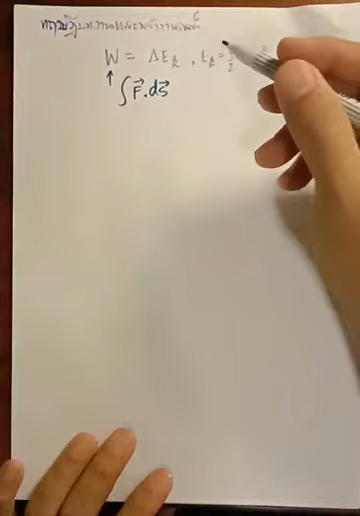 ทฤษฎีบทงานและพลังงานจลน์
W = ΔE_k , E_k = 1/2
↑
∫ F⃗ . ds⃗